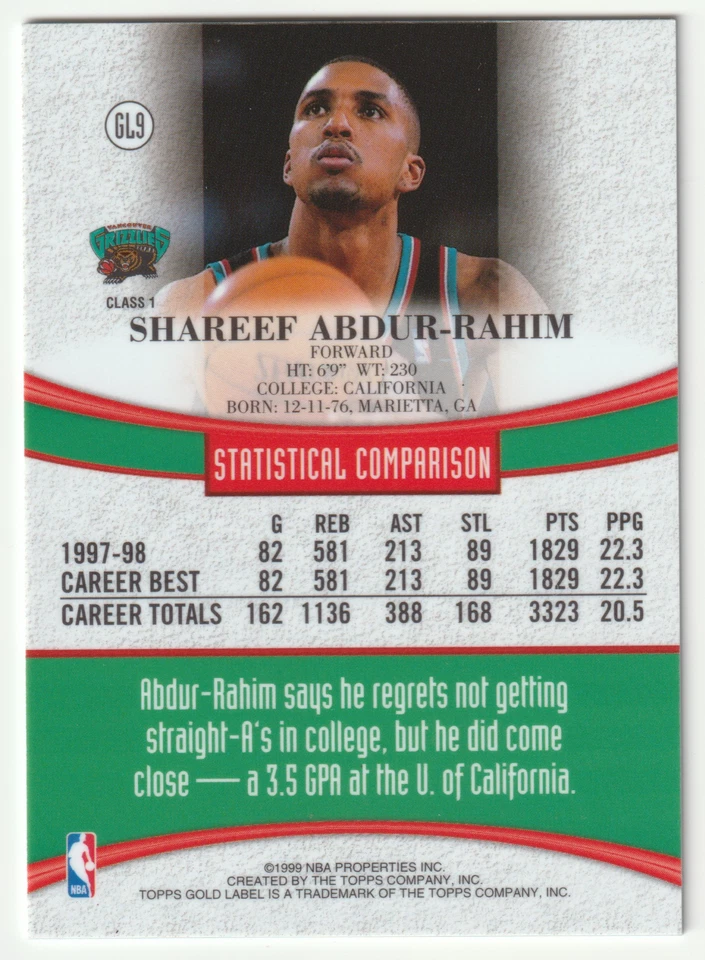 GL9
VANCOUVER
GRIZZLIES
CLASS 1
SHAREEF ABDUR-RAHIM
FORWARD
HT: 6'9" WT: 230
COLLEGE: CALIFORNIA
BORN: 12-11-76, MARIETTA, GA
STATISTICAL COMPARISON
G REB AST STL PTS PPG
1997-98 82 581 213 89 1829 22.3
CAREER BEST 82 581 213 89 1829 22.3
CAREER TOTALS 162 1136 388 168 3323 20.5
Abdur-Rahim says he regrets not getting
straight-A's in college, but he did come
close — a 3.5 GPA at the U. of California.
NBA
©1999 NBA PROPERTIES INC.
CREATED BY THE TOPPS COMPANY, INC.
TOPPS GOLD LABEL IS A TRADEMARK OF THE TOPPS COMPANY, INC.